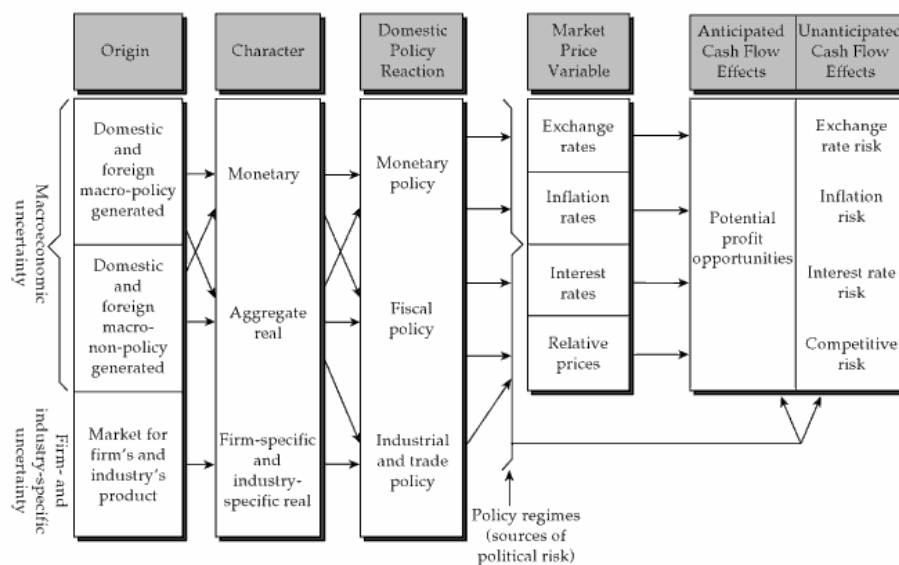 Origin
Character
Domestic
Policy
Reaction
Market
Price
Variable
Anticipated
Cash Flow
Effects
Unanticipated
Cash Flow
Effects
Macroeconomic
uncertainty
Firm- and
industry-specific
uncertainty
Domestic
and
foreign
macro-policy
generated
Domestic
and
foreign
macro-
non-policy
generated
Market for
firm's and
industry's
product
Monetary
Aggregate
real
Firm-specific
and
industry-
specific real
Monetary
policy
Fiscal
policy
Industrial
and trade
policy
Policy regimes
(sources of
political risk)
Exchange
rates
Inflation
rates
Interest
rates
Relative
prices
Potential
profit
opportunities
Exchange
rate risk
Inflation
risk
Interest rate
risk
Competitive
risk